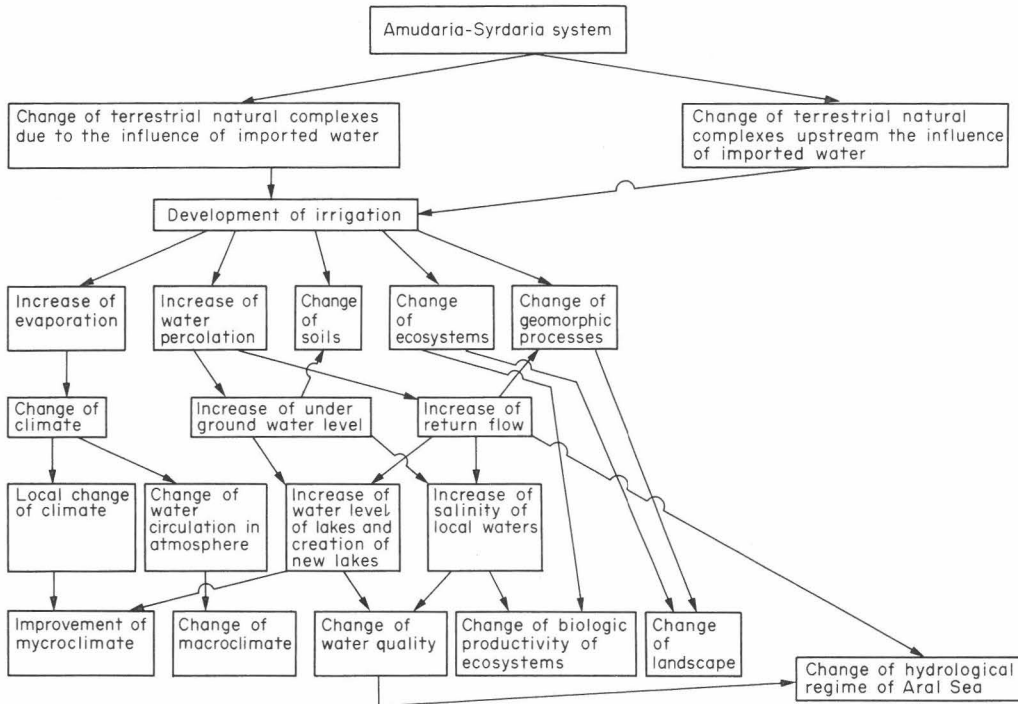 Amudaria-Syrdaria system
Change of terrestrial natural complexes
due to the influence of imported water
Change of terrestrial natural
complexes upstream the influence
of imported water
Development of irrigation
Increase of
evaporation
Increase of
water
percolation
Change
of
soils
Change
of
ecosystems
Change of
geomorphic
processes
Change of
climate
Increase of under
ground water level
Increase of
return flow
Local change
of climate
Change of
water
circulation in
atmosphere
Increase of
water level
of lakes and
creation of
new lakes
Increase of
salinity of
local waters
Improvement of
mycroclimate
Change of
macroclimate
Change of
water quality
Change of biologic
productivity of
ecosystems
Change
of
landscape
Change of hydrological
regime of Aral Sea